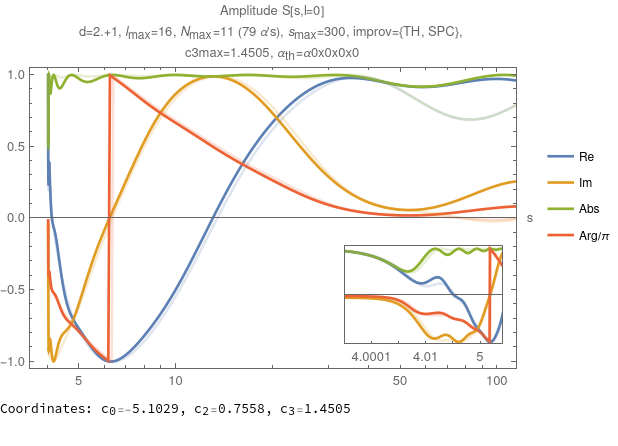 Amplitude S[s,l=0]
d=2.+1, lmax=16, Nmax=11 (79 α's), smax=300, improv={TH, SPC},
c3max=1.4505, αth=α0x0x0x0
1.0
0.5
0.0
-0.5
-1.0
5
10
50
100
s
Re
Im
Abs
Arg/π
4.0001
4.01
5
Coordinates: c0=-5.1029, c2=0.7558, c3=1.4505